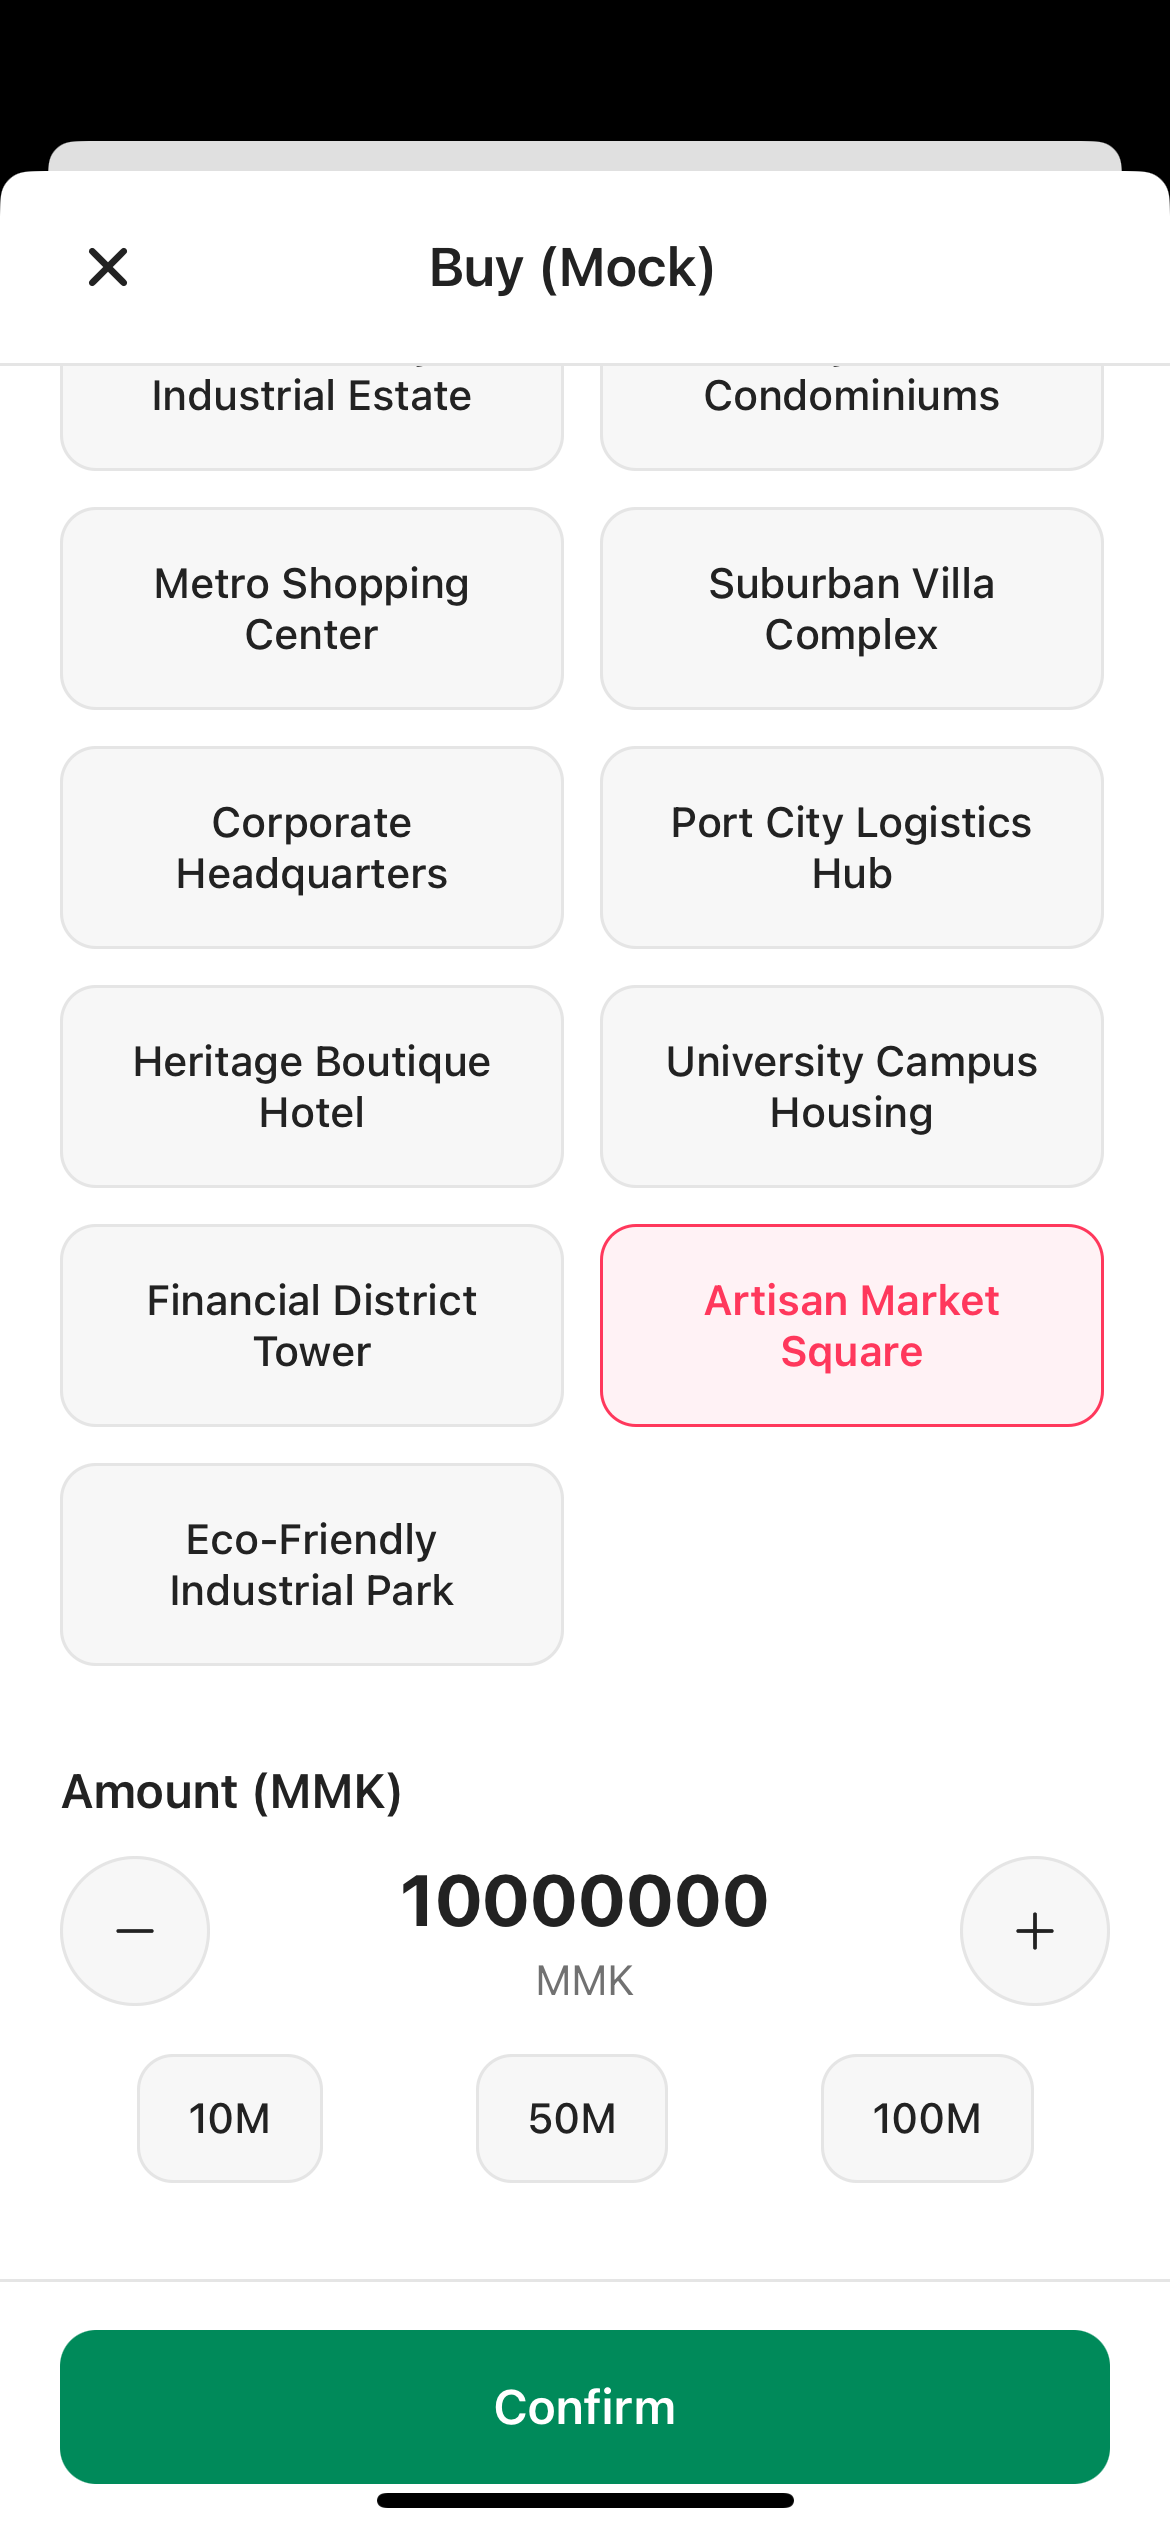 Buy (Mock)
Industrial Estate
Condominiums
Metro Shopping
Center
Suburban Villa
Complex
Corporate
Headquarters
Port City Logistics
Hub
Heritage Boutique
Hotel
University Campus
Housing
Financial District
Tower
Artisan Market
Square
Eco-Friendly
Industrial Park
Amount (MMK)
10000000
MMK
10M
50M
100M
Confirm